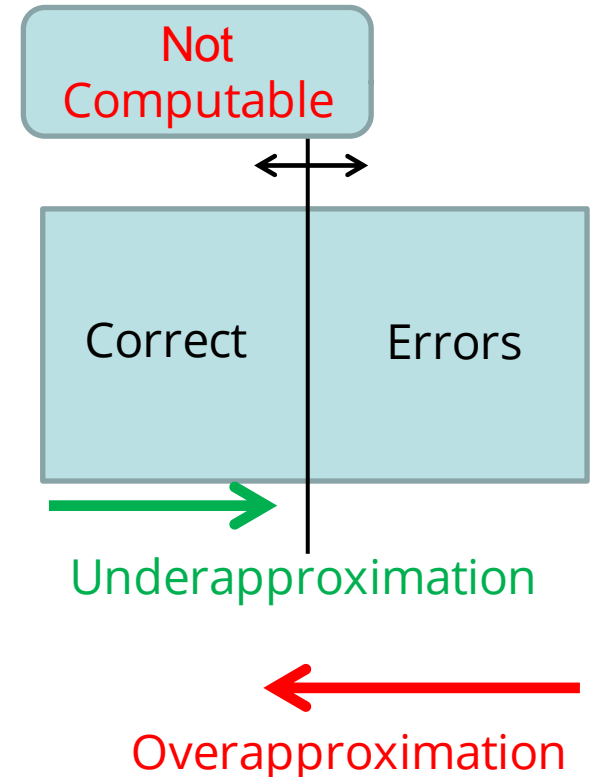 Not
Computable
Correct
Errors
Underapproximation
Overapproximation